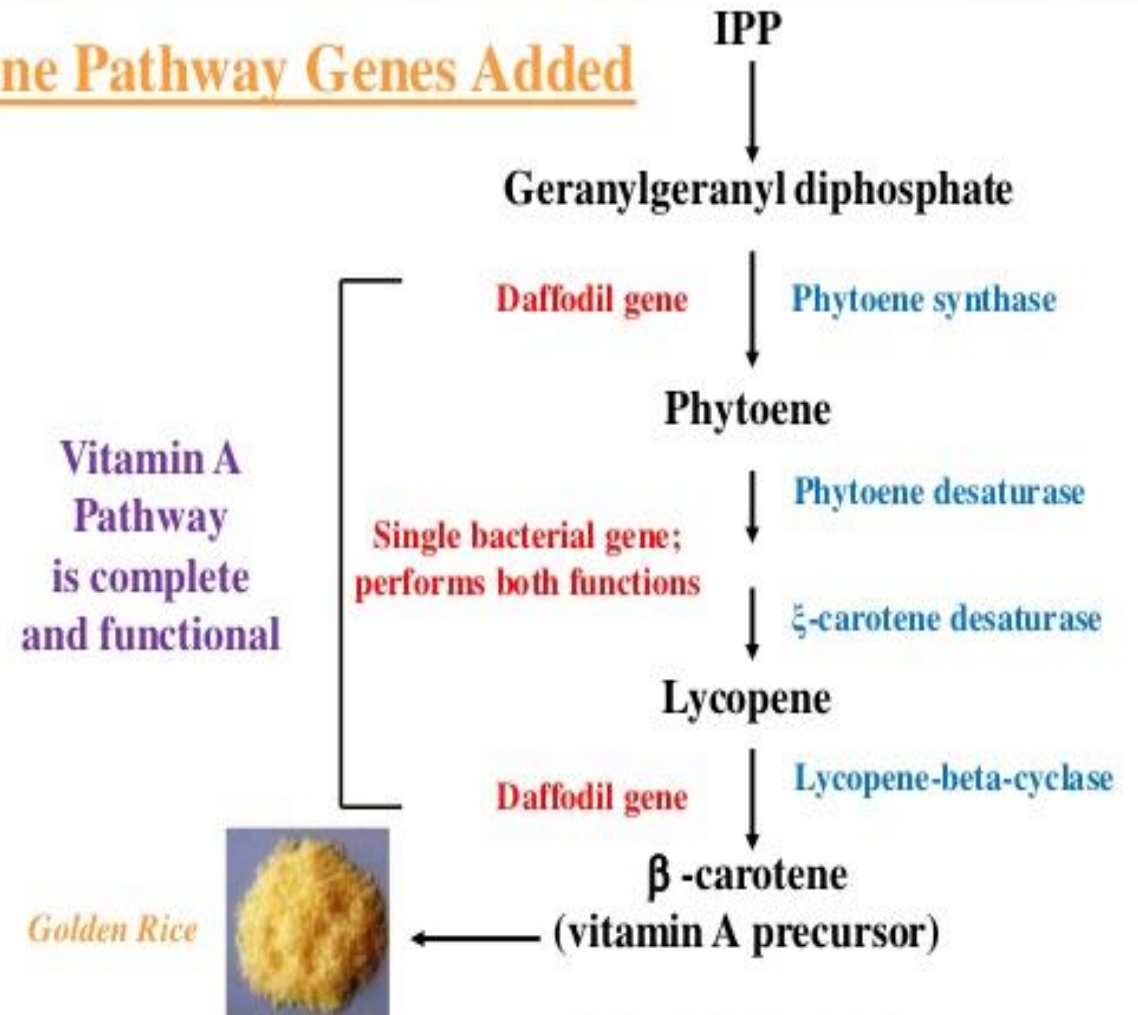 ne Pathway Genes Added
IPP
Geranylgeranyl diphosphate
Daffodil gene
Phytoene synthase
Phytoene
Vitamin A
Pathway
is complete
and functional
Single bacterial gene;
performs both functions
Phytoene desaturase
ξ-carotene desaturase
Lycopene
Daffodil gene
Lycopene-beta-cyclase
β -carotene
(vitamin A precursor)
Golden Rice